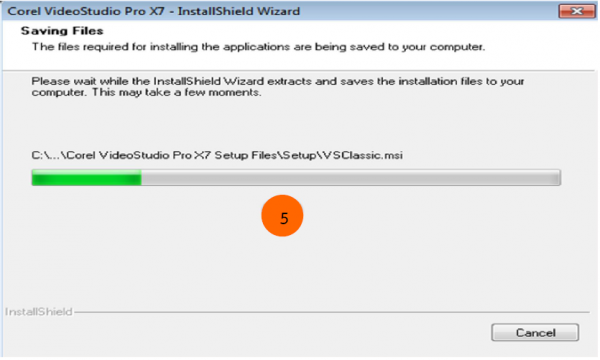 Corel VideoStudio Pro X7 - InstallShield Wizard
Saving Files
The files required for installing the applications are being saved to your computer.
Please wait while the InstallShield Wizard extracts and saves the installation files to your
computer. This may take a few moments.
C:\...\Corel VideoStudio Pro X7 Setup Files\Setup\VSClassic.msi
5
InstallShield
Cancel